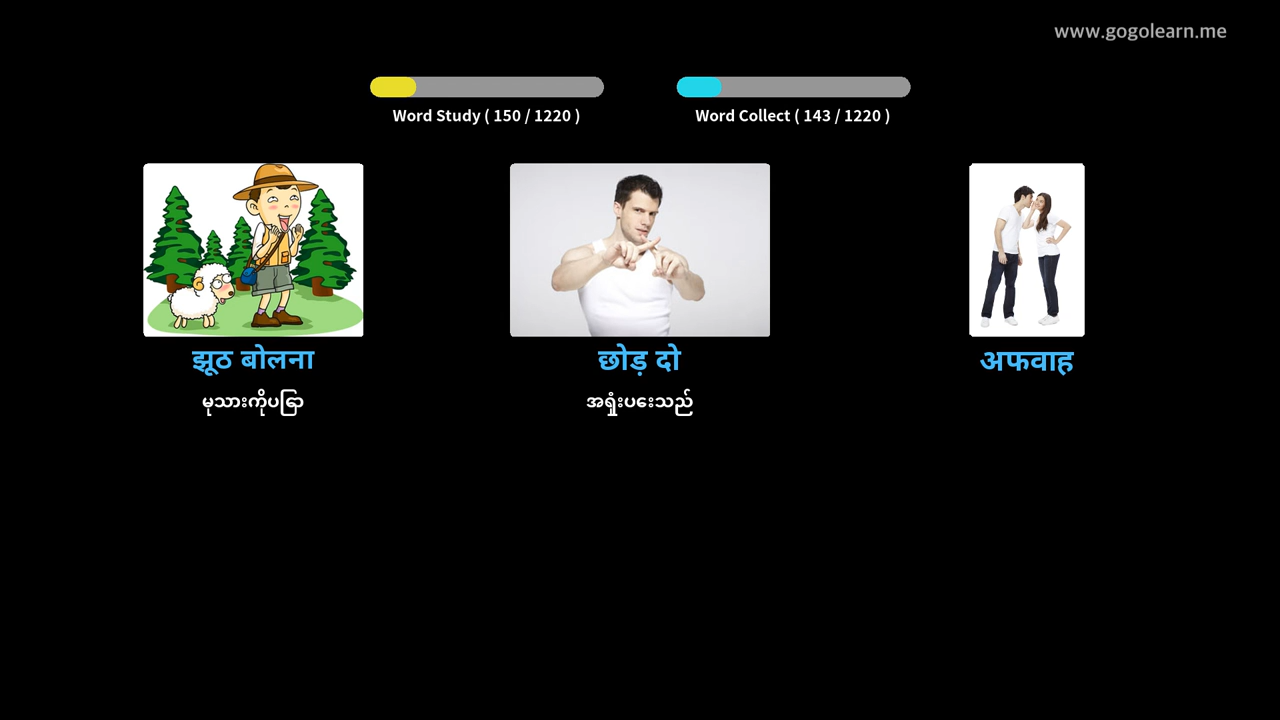 www.gogolearn.me
Word Study ( 150 / 1220 )
Word Collect ( 143 / 1220 )
झूठ बोलना
छोड़ दो
अफवाह
မုသားကိုပြော
အရှုံးပေးသည်